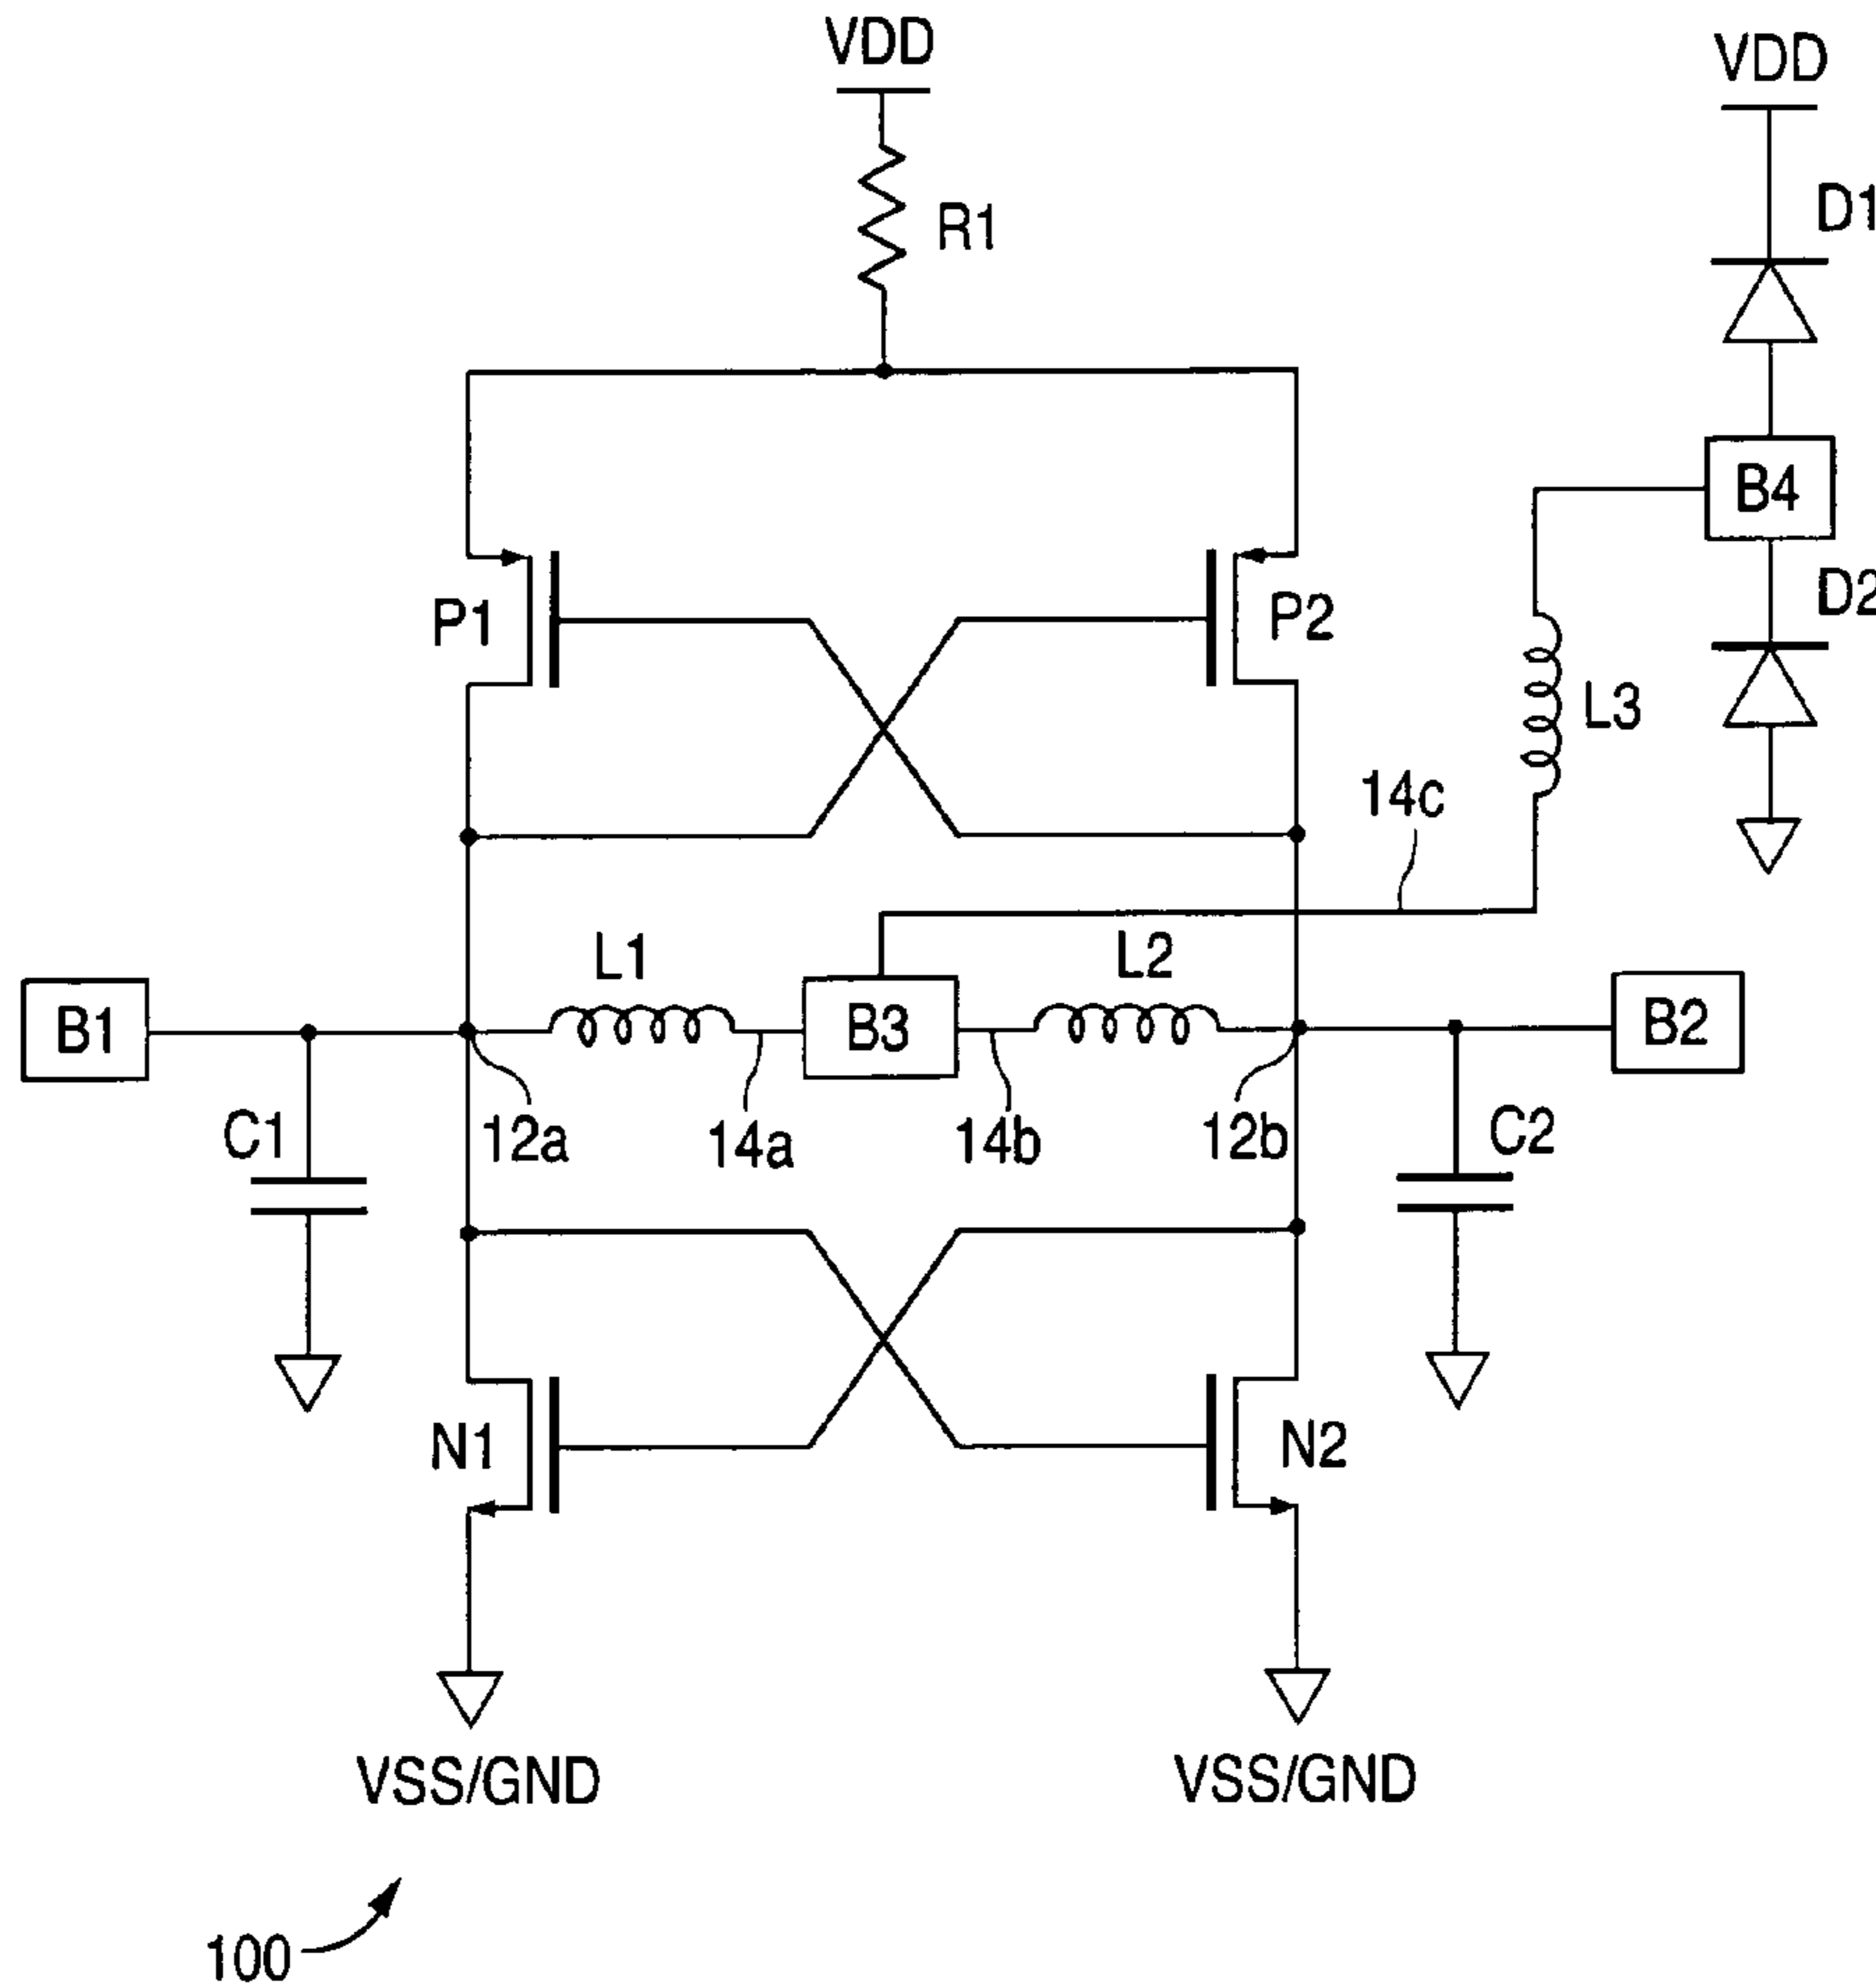 VDD
VDD
D1
R1
B4
P1
P2
D2
L3
14c
L1
L2
B1
B3
B2
C1
12a
14a
14b
12b
C2
N1
N2
VSS/GND
VSS/GND
100